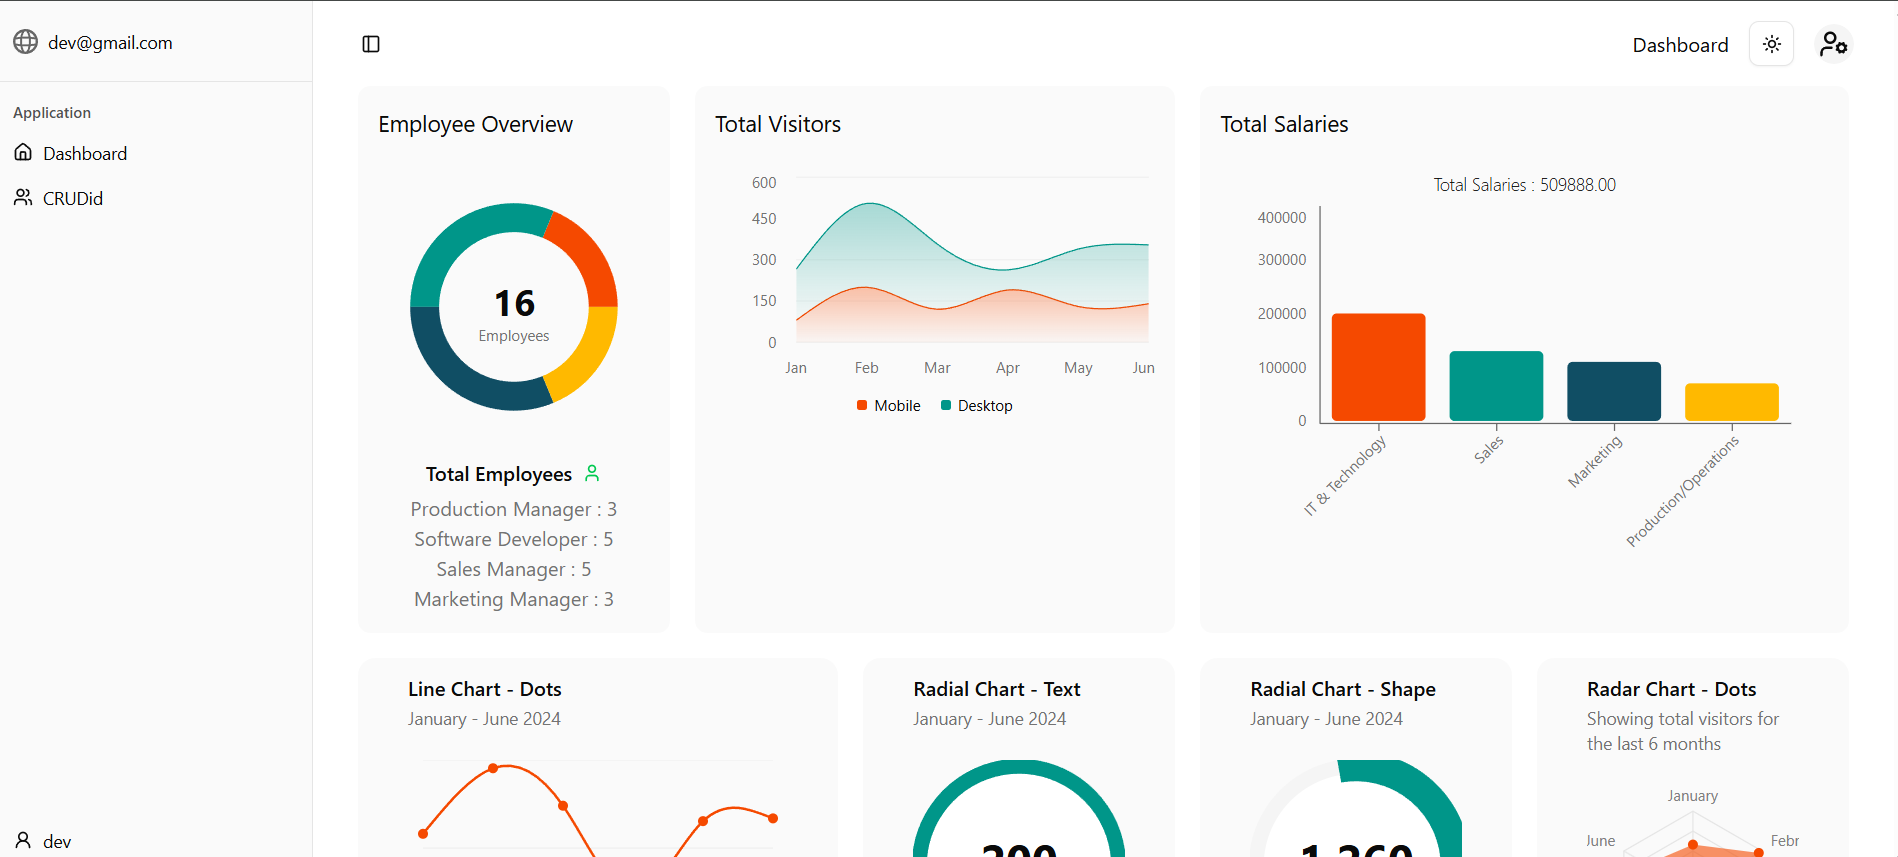 dev@gmail.com
Application
Dashboard
CRUDid
dev
Dashboard
Employee Overview
16
Employees
Total Employees
Production Manager : 3
Software Developer : 5
Sales Manager : 5
Marketing Manager : 3
Total Visitors
600
450
300
150
0
Jan Feb Mar Apr May Jun
Mobile Desktop
Total Salaries
Total Salaries : 509888.00
400000
300000
200000
100000
0
IT & Technology
Sales
Marketing
Production/Operations
Line Chart - Dots
January - June 2024
Radial Chart - Text
January - June 2024
200
Radial Chart - Shape
January - June 2024
1,260
Radar Chart - Dots
Showing total visitors for
the last 6 months
January
June
Febr